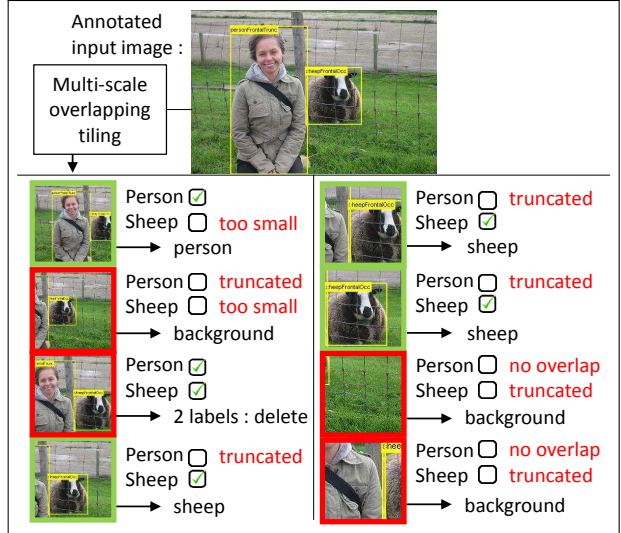 Annotated
input image :
personFrontalTrunc
sheepFrontalOcc
Multi-scale
overlapping
tiling
Person ✓
Sheep too small
person
Person truncated
Sheep too small
background
Person ✓
Sheep ✓
2 labels : delete
Person truncated
Sheep ✓
sheep
heepFrontalOcc
Person truncated
Sheep ✓
sheep
heepFrontalOcc
Person truncated
Sheep ✓
sheep
Person no overlap
Sheep truncated
background
Person no overlap
Sheep truncated
background